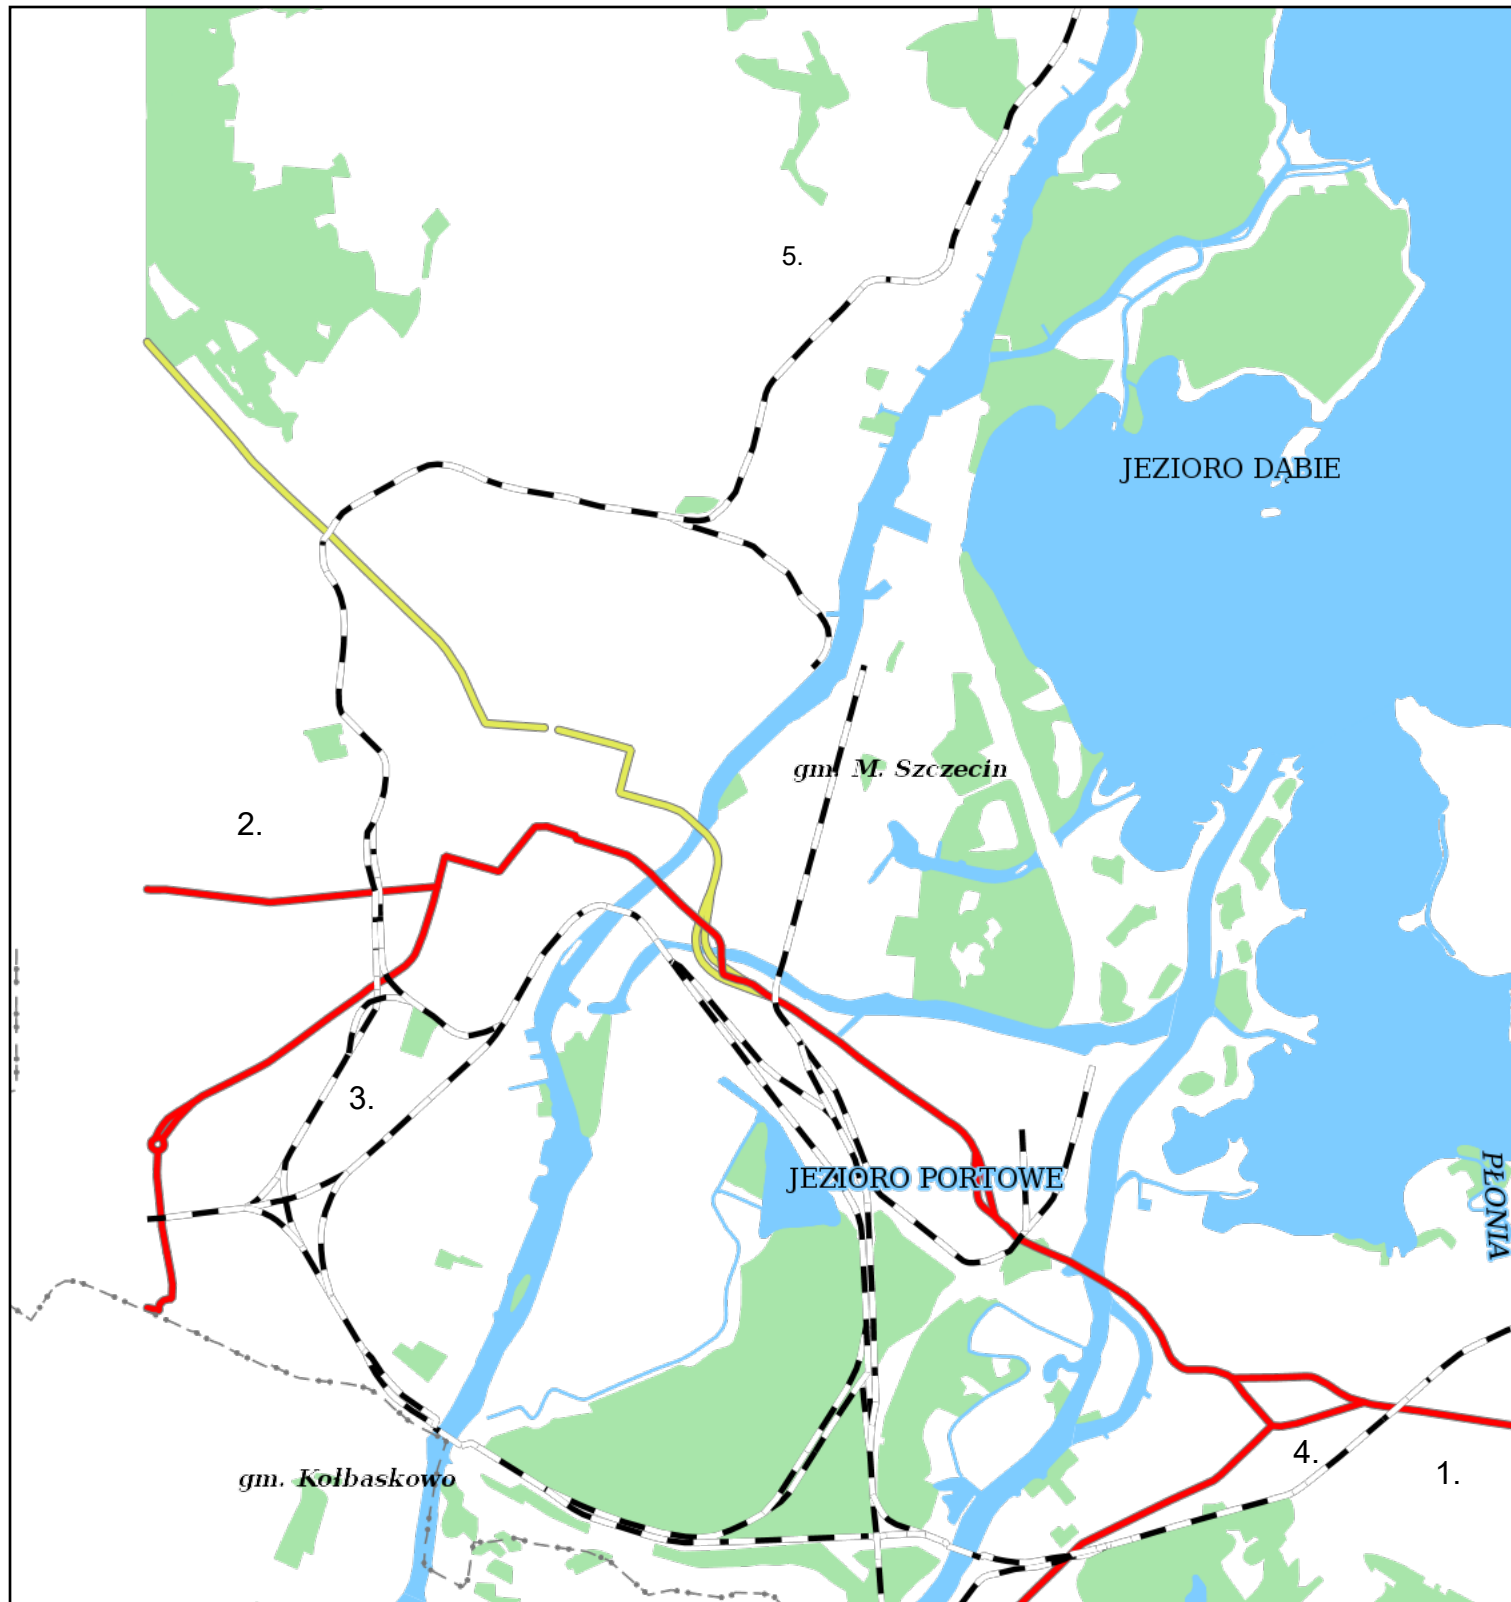 5.
JEZIORO DĄBIE
gm. M. Szczecin
2.
3.
JEZIORO PORTOWE
PŁONIA
4.
1.
gm. Kołbaskowo